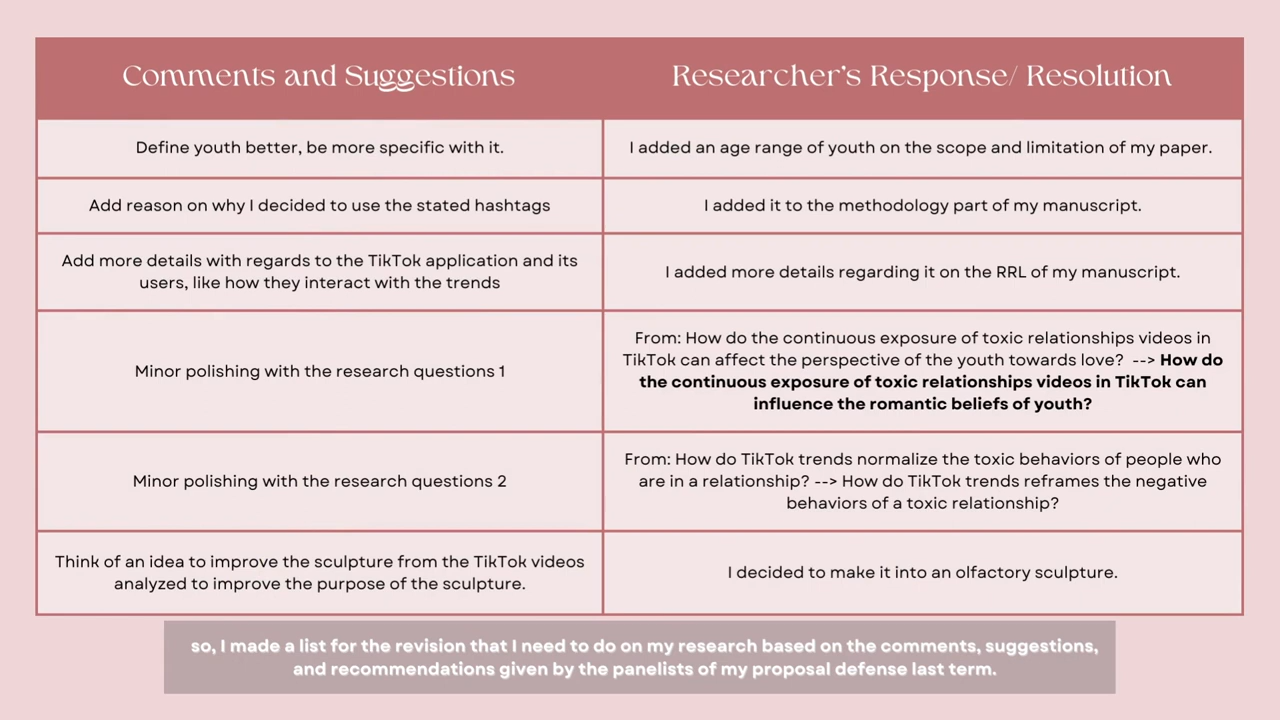 Comments and Suggestions
Researcher's Response/ Resolution
Define youth better, be more specific with it.
I added an age range of youth on the scope and limitation of my paper.
Add reason on why I decided to use the stated hashtags
I added it to the methodology part of my manuscript.
Add more details with regards to the TikTok application and its
users, like how they interact with the trends
I added more details regarding it on the RRL of my manuscript.
Minor polishing with the research questions 1
From: How do the continuous exposure of toxic relationships videos in
TikTok can affect the perspective of the youth towards love?  --> How do
the continuous exposure of toxic relationships videos in TikTok can
influence the romantic beliefs of youth?
Minor polishing with the research questions 2
From: How do TikTok trends normalize the toxic behaviors of people who
are in a relationship? --> How do TikTok trends reframes the negative
behaviors of a toxic relationship?
Think of an idea to improve the sculpture from the TikTok videos
analyzed to improve the purpose of the sculpture.
I decided to make it into an olfactory sculpture.
so, I made a list for the revision that I need to do on my research based on the comments, suggestions,
and recommendations given by the panelists of my proposal defense last term.